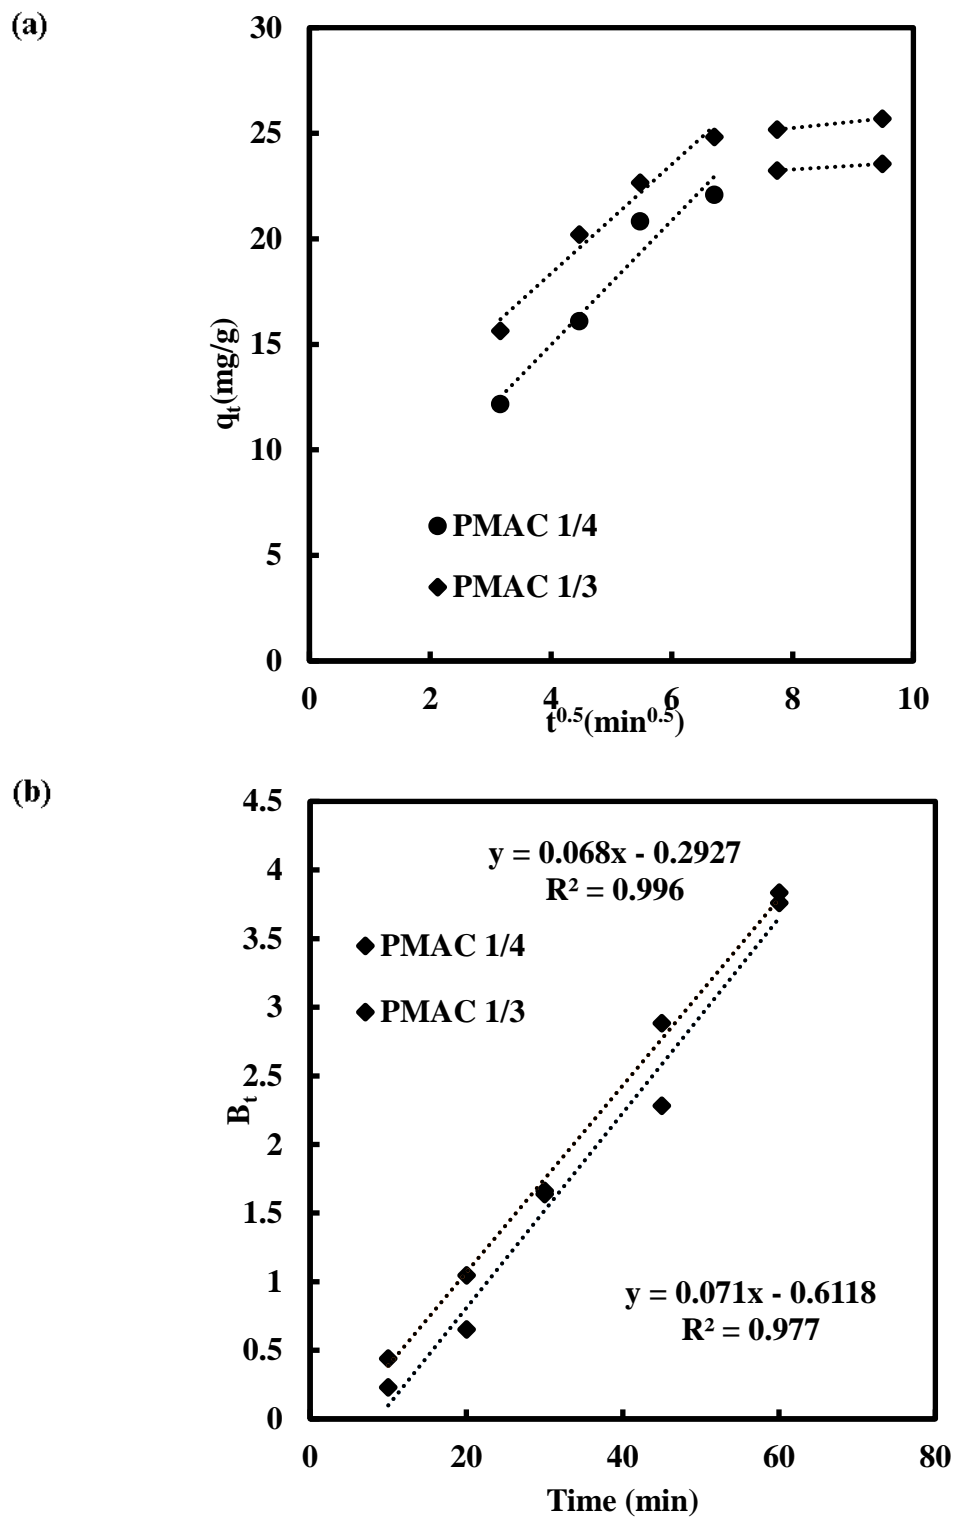 (a)
30
25
20
15
10
5
0
qt(mg/g)
PMAC 1/4
PMAC 1/3
0 2 4 6 8 10
t^0.5(min^0.5)
(b)
4.5
4
3.5
3
2.5
2
1.5
1
0.5
0
Bt
y = 0.068x - 0.2927
R² = 0.996
PMAC 1/4
PMAC 1/3
y = 0.071x - 0.6118
R² = 0.977
0 20 40 60 80
Time (min)